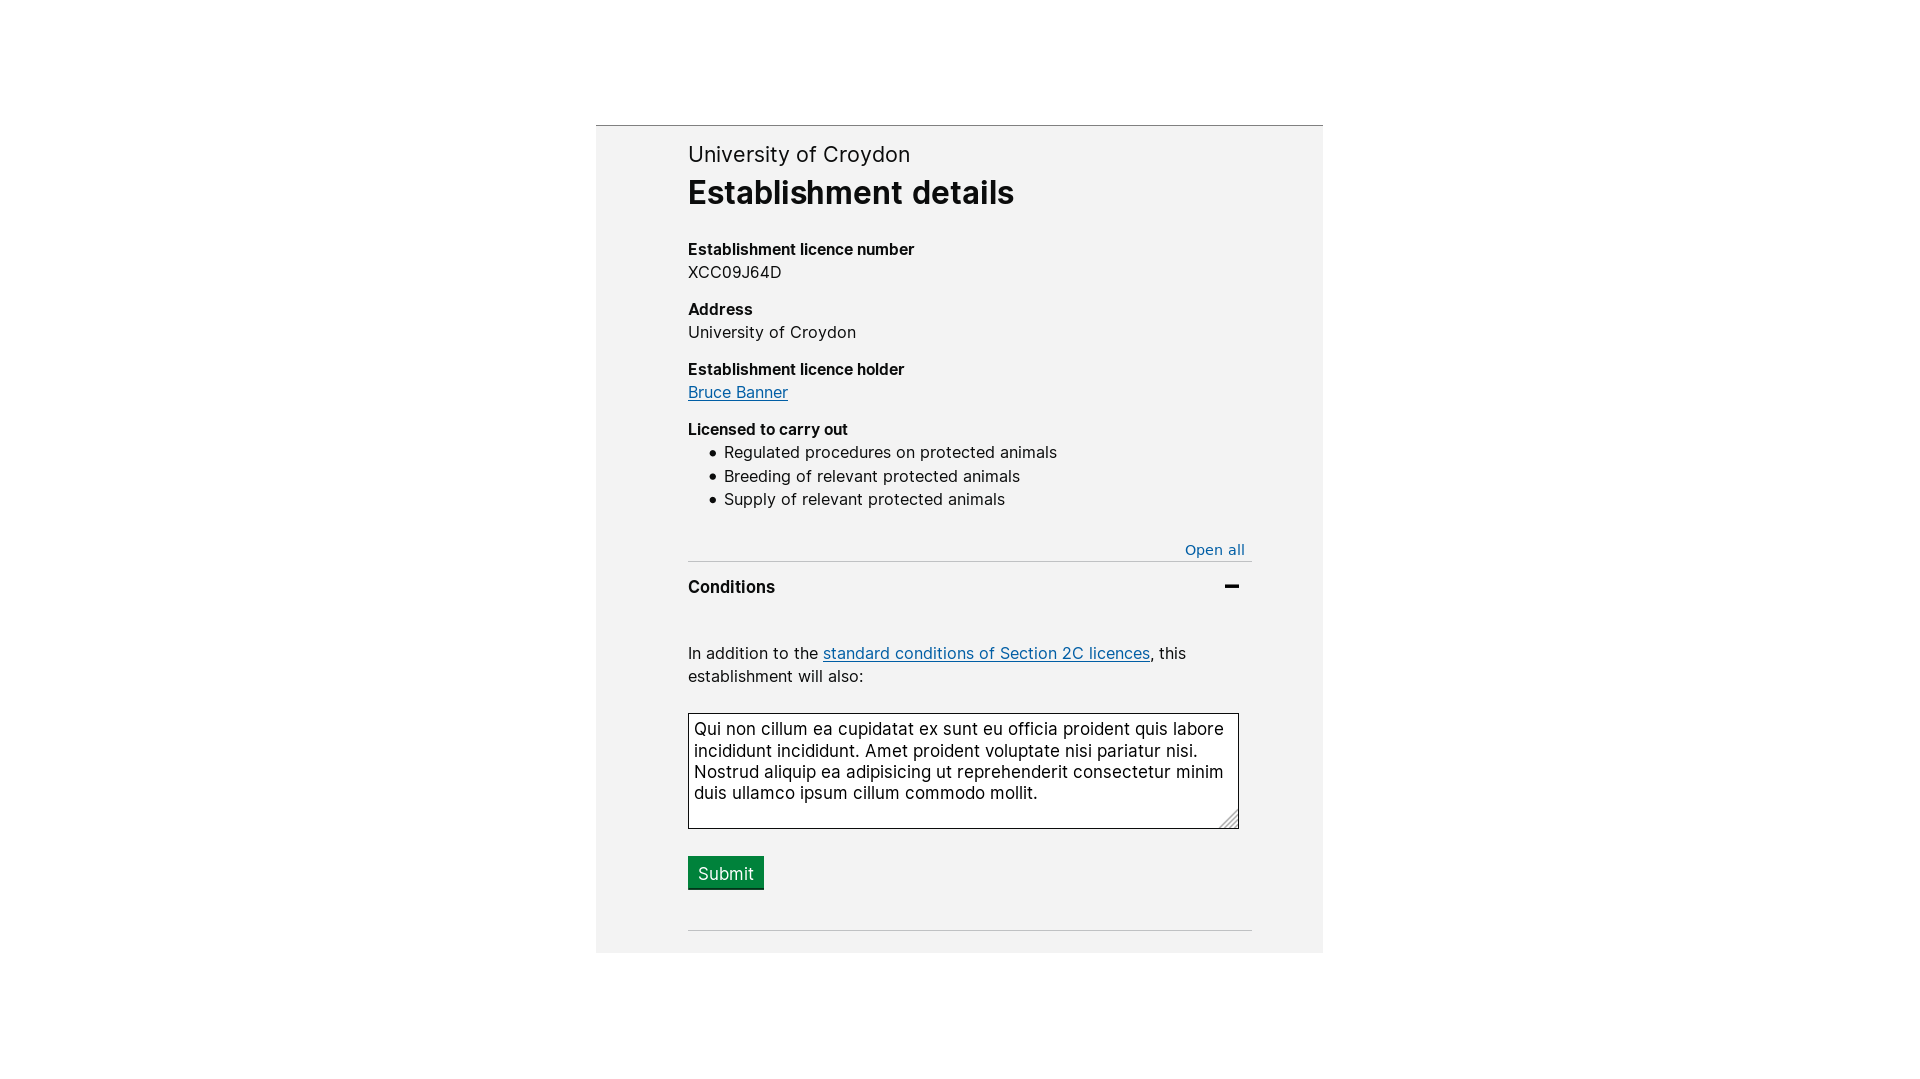 University of Croydon
Establishment details
Establishment licence number
XCC09J64D
Address
University of Croydon
Establishment licence holder
Bruce Banner
Licensed to carry out
• Regulated procedures on protected animals
• Breeding of relevant protected animals
• Supply of relevant protected animals
Open all
Conditions
In addition to the standard conditions of Section 2C licences, this
establishment will also:
Qui non cillum ea cupidatat ex sunt eu officia proident quis labore
incididunt incididunt. Amet proident voluptate nisi pariatur nisi.
Nostrud aliquip ea adipisicing ut reprehenderit consectetur minim
duis ullamco ipsum cillum commodo mollit.
Submit